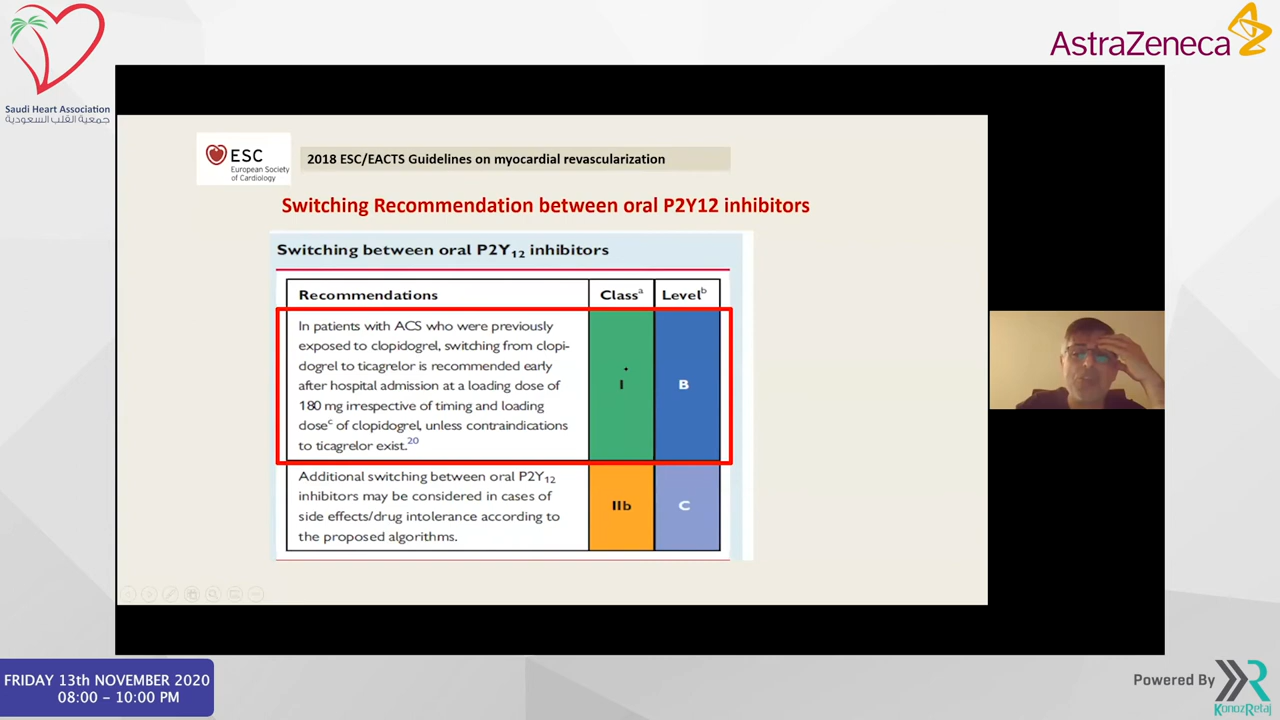 Saudi Heart Association
جمعية القلب السعودية
AstraZeneca
ESC
European Society
of Cardiology
2018 ESC/EACTS Guidelines on myocardial revascularization
Switching Recommendation between oral P2Y12 inhibitors
Switching between oral P2Y₁₂ inhibitors
Recommendations Classᵃ Levelᵇ
In patients with ACS who were previously
exposed to clopidogrel, switching from clopi-
dogrel to ticagrelor is recommended early
after hospital admission at a loading dose of
180 mg irrespective of timing and loading
doseᶜ of clopidogrel, unless contraindications
to ticagrelor exist.²⁰
I B
Additional switching between oral P2Y₁₂
inhibitors may be considered in cases of
side effects/drug intolerance according to
the proposed algorithms.
IIb C
FRIDAY 13th NOVEMBER 2020
08:00 – 10:00 PM
Powered By
KonozRetaj